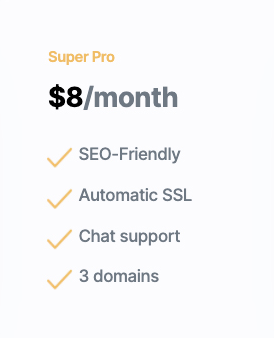 Super Pro
$8/month
SEO-Friendly
Automatic SSL
Chat support
3 domains